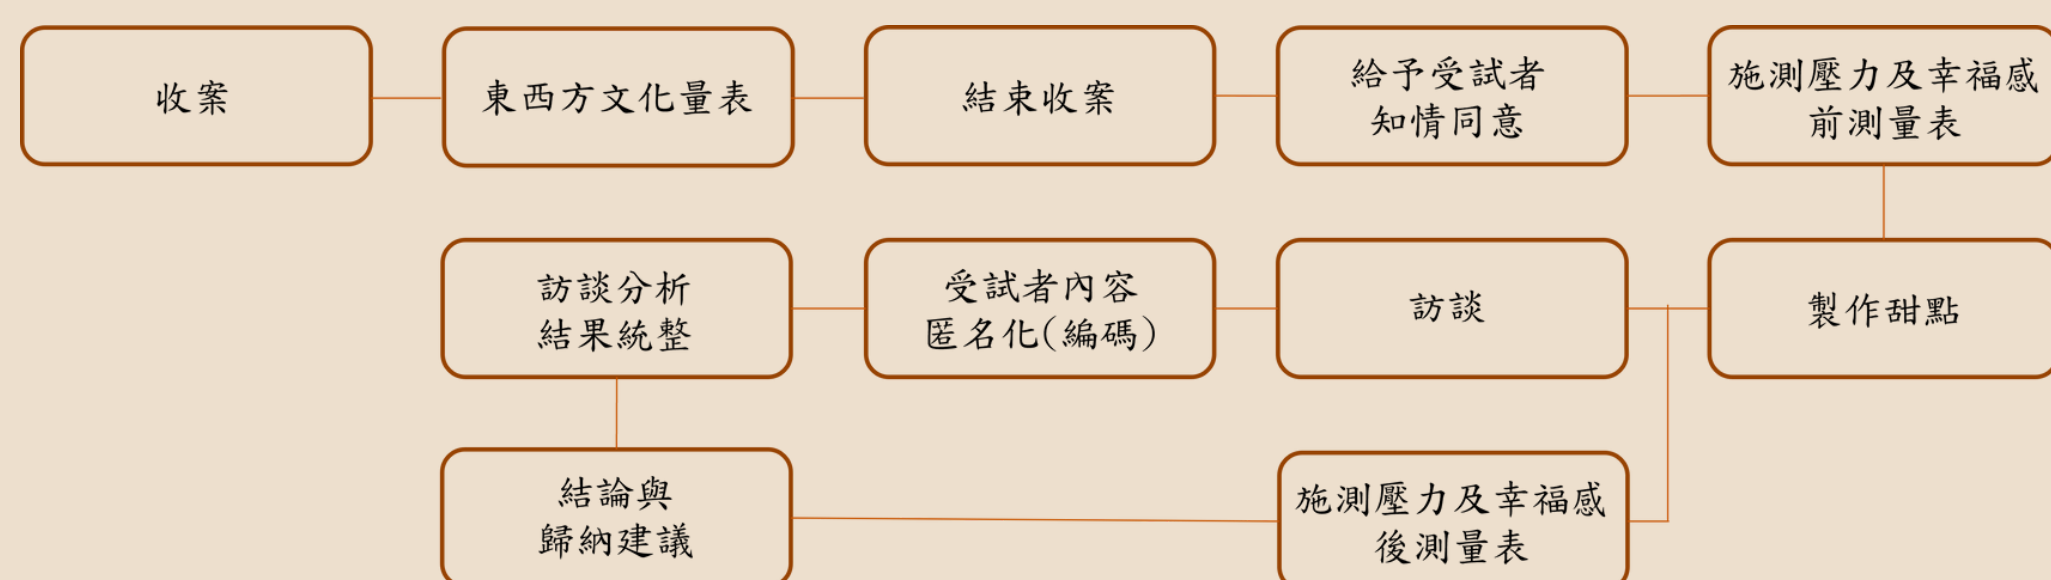 收案
東西方文化量表
結束收案
給予受試者
知情同意
施測壓力及幸福感
前測量表
訪談分析
結果統整
受試者內容
匿名化(編碼)
訪談
製作甜點
結論與
歸納建議
施測壓力及幸福感
後測量表